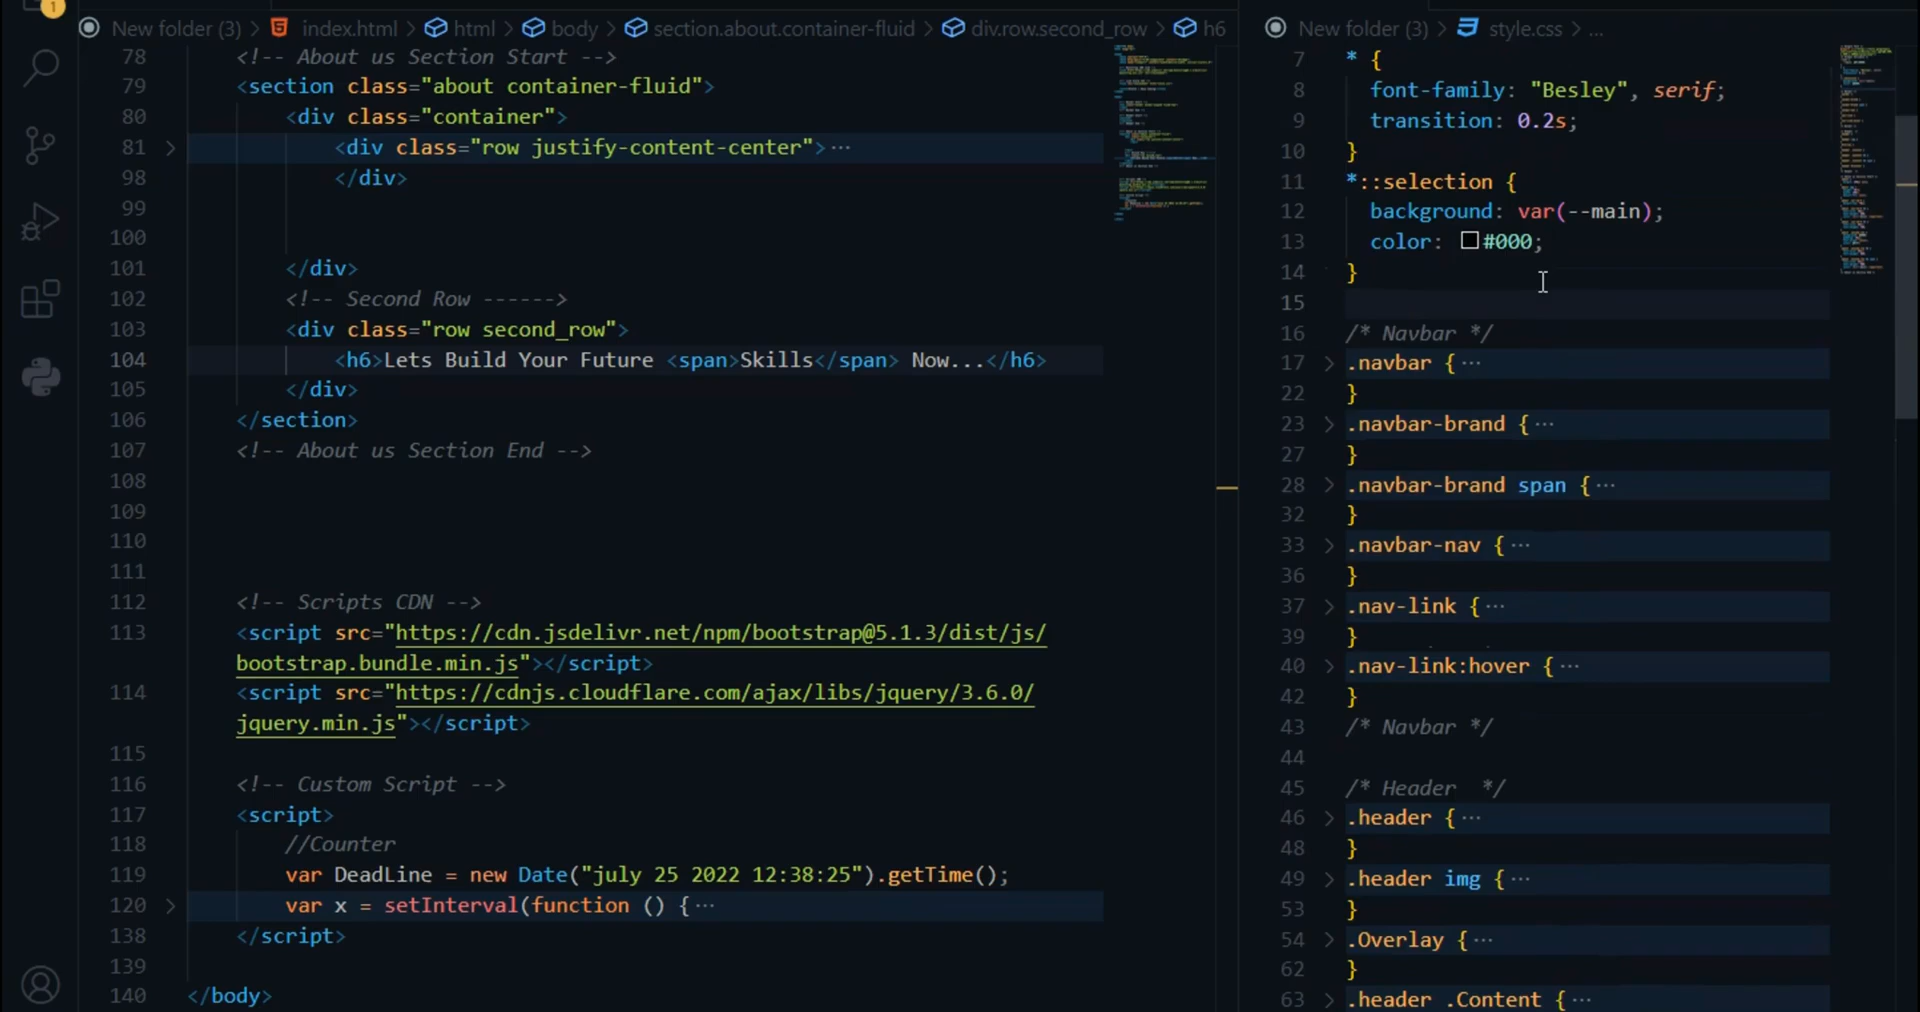 1
New folder (3) > index.html > html > body > section.about.container-fluid > div.row.second_row > h6
78 <!-- About us Section Start -->
79 <section class="about container-fluid">
80 <div class="container">
81 > <div class="row justify-content-center">···
98 </div>
99
100
101 </div>
102 <!-- Second Row ------>
103 <div class="row second_row">
104 <h6>Lets Build Your Future <span>Skills</span> Now...</h6>
105 </div>
106 </section>
107 <!-- About us Section End -->
108
109
110
111
112 <!-- Scripts CDN -->
113 <script src="https://cdn.jsdelivr.net/npm/bootstrap@5.1.3/dist/js/
bootstrap.bundle.min.js"></script>
114 <script src="https://cdnjs.cloudflare.com/ajax/libs/jquery/3.6.0/
jquery.min.js"></script>
115
116 <!-- Custom Script -->
117 <script>
118 //Counter
119 var DeadLine = new Date("july 25 2022 12:38:25").getTime();
120 > var x = setInterval(function () {···
138 </script>
139
140 </body>
New folder (3) > style.css > ...
7 * {
8 font-family: "Besley", serif;
9 transition: 0.2s;
10 }
11 *::selection {
12 background: var(--main);
13 color: #000;
14 }
15
16 /* Navbar */
17 > .navbar {···
22 }
23 > .navbar-brand {···
27 }
28 > .navbar-brand span {···
32 }
33 > .navbar-nav {···
36 }
37 > .nav-link {···
39 }
40 > .nav-link:hover {···
42 }
43 /* Navbar */
44
45 /* Header  */
46 > .header {···
48 }
49 > .header img {···
53 }
54 > .Overlay {···
62 }
63 > .header .Content {···